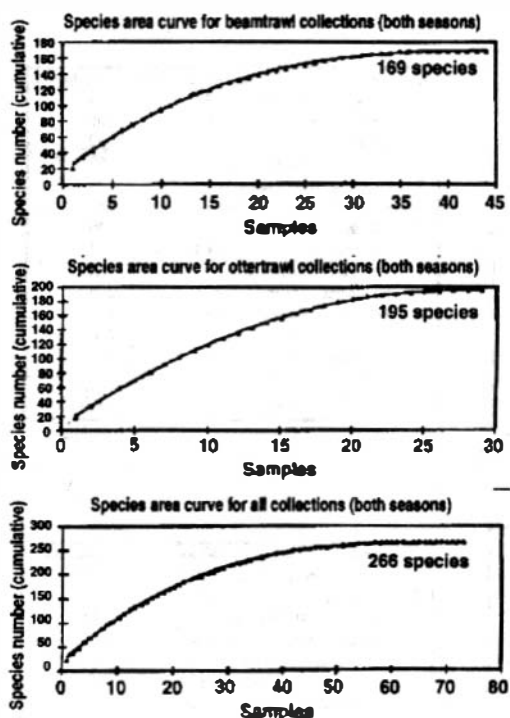 Species area curve for beamtrawl collections (both seasons)
Species number (cumulative)
180
160
140
120
100
80
60
40
20
0
169 species
0 5 10 15 20 25 30 35 40 45
Samples
Species area curve for ottertrawl collections (both seasons)
Species number (cumulative)
200
180
160
140
120
100
80
60
40
20
0
195 species
0 5 10 15 20 25 30
Samples
Species area curve for all collections (both seasons)
Species number (cumulative)
300
250
200
150
100
50
0
266 species
0 10 20 30 40 50 60 70 80
Samples